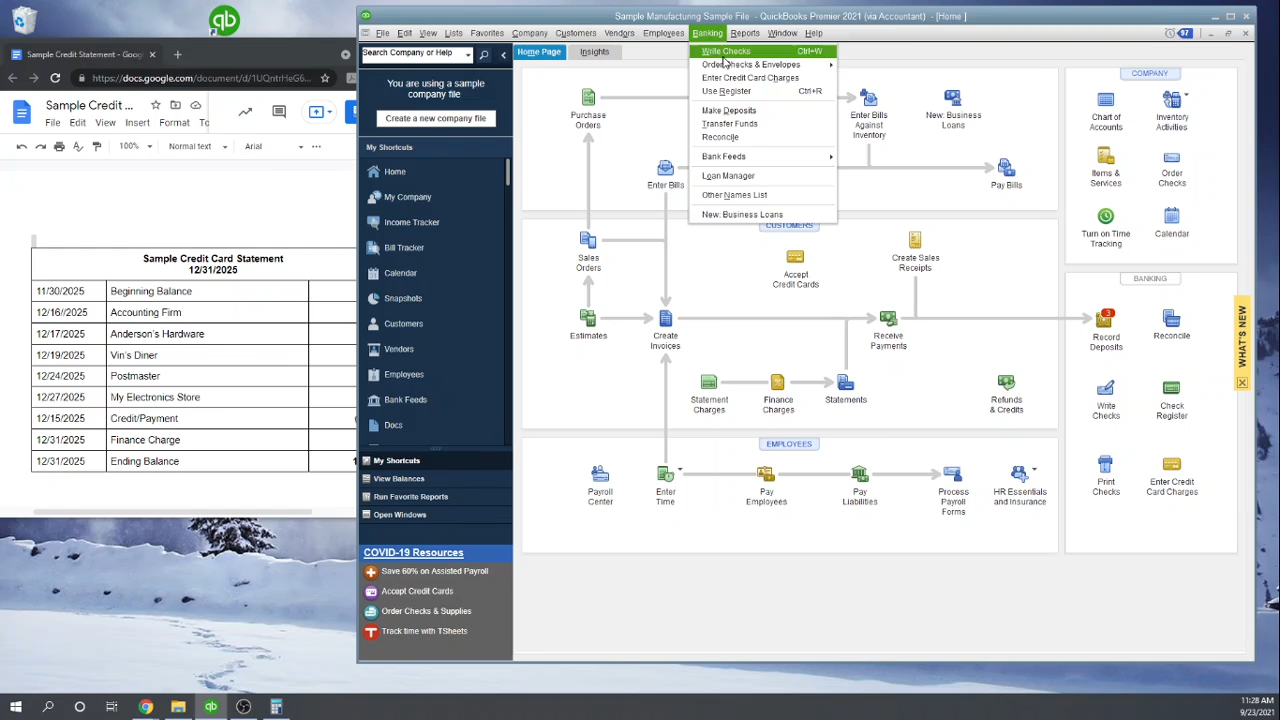 Sample Manufacturing Sample File - QuickBooks Premier 2021 (via Accountant) - [Home ]
File Edit View Lists Favorites Company Customers Vendors Employees Banking Reports Window Help 97
Search Company or Help
Home Page Insights
You are using a sample
company file
Create a new company file
My Shortcuts
Home
My Company
Income Tracker
Bill Tracker
Calendar
Snapshots
Customers
Vendors
Employees
Bank Feeds
Docs
My Shortcuts
View Balances
Run Favorite Reports
Open Windows
COVID-19 Resources
Save 60% on Assisted Payroll
Accept Credit Cards
Order Checks & Supplies
Track time with TSheets
Write Checks Ctrl+W
Order Checks & Envelopes
Enter Credit Card Charges
Use Register Ctrl+R
Make Deposits
Transfer Funds
Reconcile
Bank Feeds
Loan Manager
Other Names List
New: Business Loans
Purchase
Orders
Enter Bills
Against
Inventory
New: Business
Loans
Enter Bills
Pay Bills
CUSTOMERS
Sales
Orders
Accept
Credit Cards
Create Sales
Receipts
Estimates
Create
Invoices
Receive
Payments
Statement
Charges
Finance
Charges
Statements
Refunds
& Credits
EMPLOYEES
Payroll
Center
Enter
Time
Pay
Employees
Pay
Liabilities
Process
Payroll
Forms
HR Essentials
and Insurance
COMPANY
Chart of
Accounts
Inventory
Activities
Items &
Services
Order
Checks
Turn on Time
Tracking
Calendar
BANKING
3
Record
Deposits
Reconcile
Write
Checks
Check
Register
Print
Checks
Enter Credit
Card Charges
WHAT'S NEW
Sample Credit Card Statement - Goo
docs.google.com/document/d/1UQrtiG6t
Sample Cre
File Edit View Insert Format To
100% Normal text Arial
Sample Credit Card Statement
12/31/2025
11/30/2025 Beginning Balance
12/16//2025 Accounting Firm
12/17/2025 Anderson's Hardware
12/19/2025 Jn's Diner
12/24/2025 Postmaster
12/27/2025 My Electronics Store
12/15/2025 Credit/Payment
12/31/2025 Finance Charge
12/31/2025 Ending Balance
11:28 AM
9/23/2021